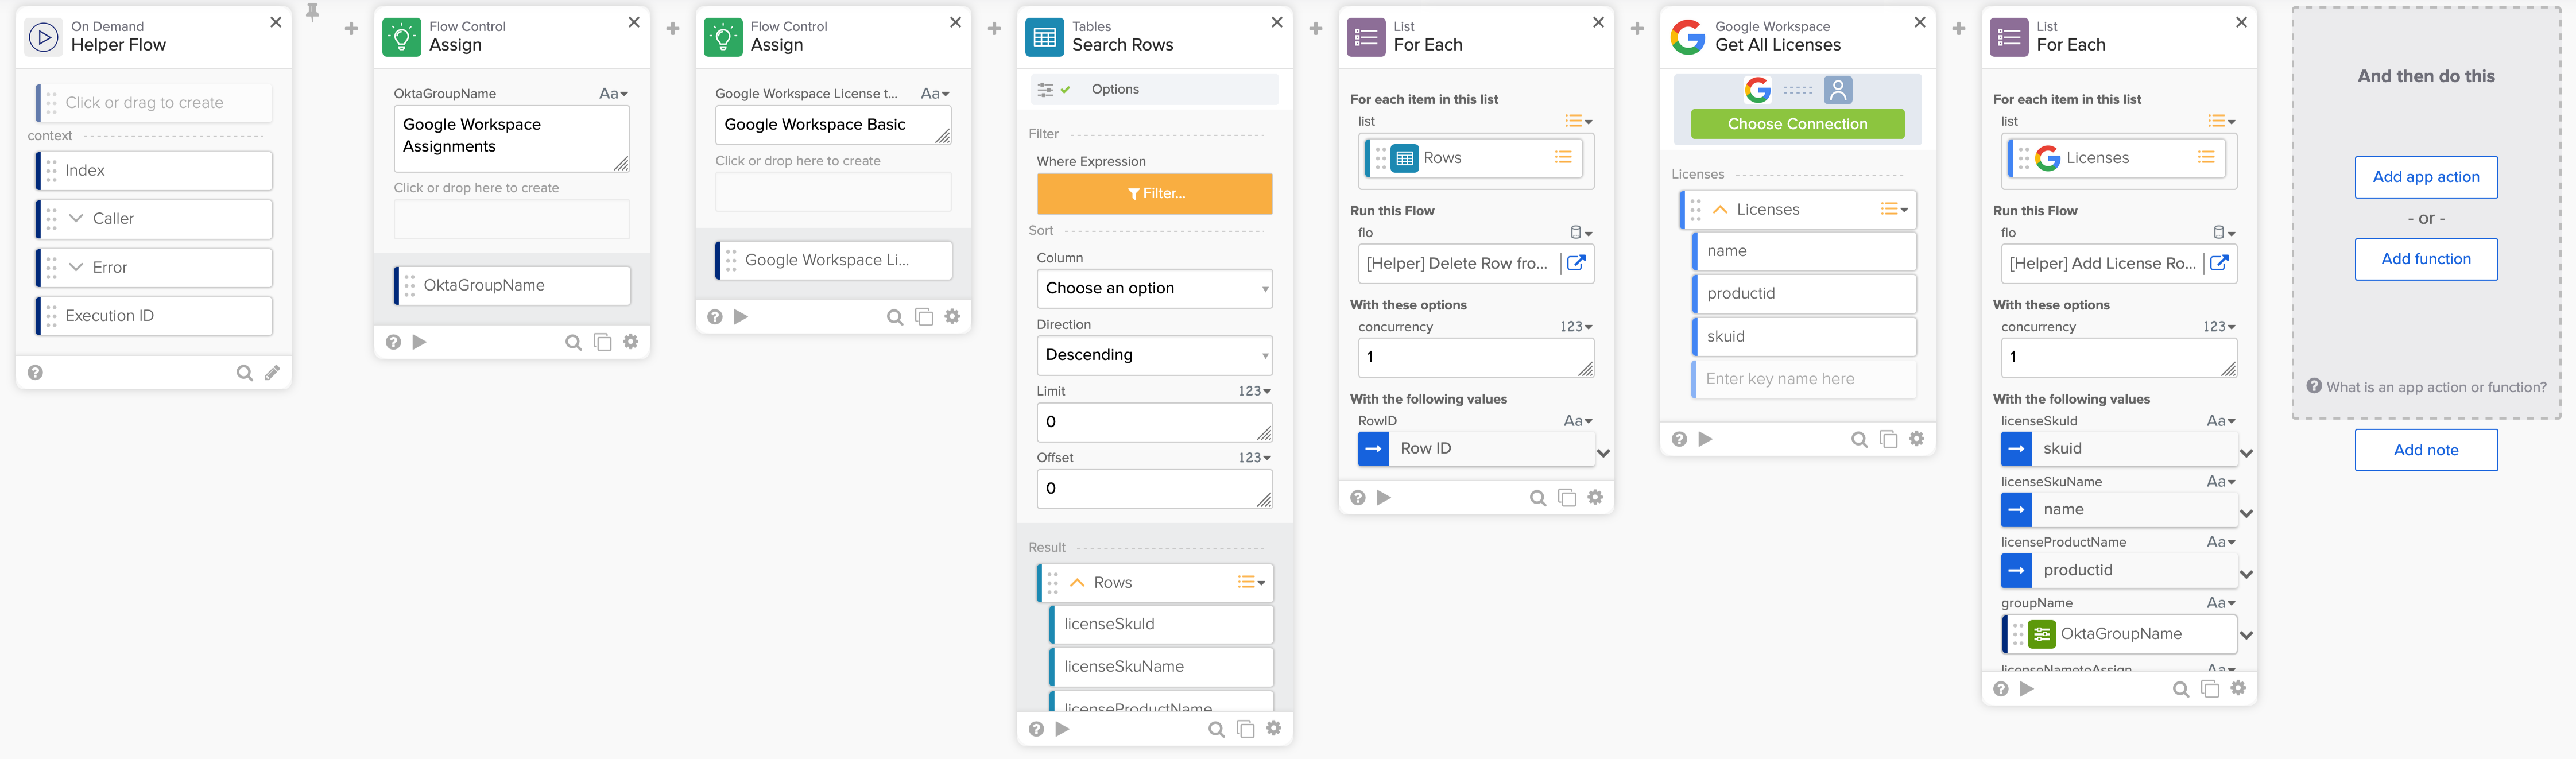 On Demand
Helper Flow
Click or drag to create
context
Index
Caller
Error
Execution ID
Flow Control
Assign
OktaGroupName
Aa
Google Workspace
Assignments
Click or drop here to create
OktaGroupName
Flow Control
Assign
Google Workspace License t...
Aa
Google Workspace Basic
Click or drop here to create
Google Workspace Li...
Tables
Search Rows
Options
Filter
Where Expression
Filter...
Sort
Column
Choose an option
Direction
Descending
Limit
123
0
Offset
123
0
Result
Rows
licenseSkuId
licenseSkuName
licenseProductName
List
For Each
For each item in this list
list
Rows
Run this Flow
flo
[Helper] Delete Row fro...
With these options
concurrency
123
1
With the following values
RowID
Aa
Row ID
Google Workspace
Get All Licenses
Choose Connection
Licenses
Licenses
name
productid
skuid
Enter key name here
List
For Each
For each item in this list
list
Licenses
Run this Flow
flo
[Helper] Add License Ro...
With these options
concurrency
123
1
With the following values
licenseSkuId
Aa
skuid
licenseSkuName
Aa
name
licenseProductName
Aa
productid
groupName
Aa
OktaGroupName
licenseNametoAssign
Aa
And then do this
Add app action
- or -
Add function
What is an app action or function?
Add note